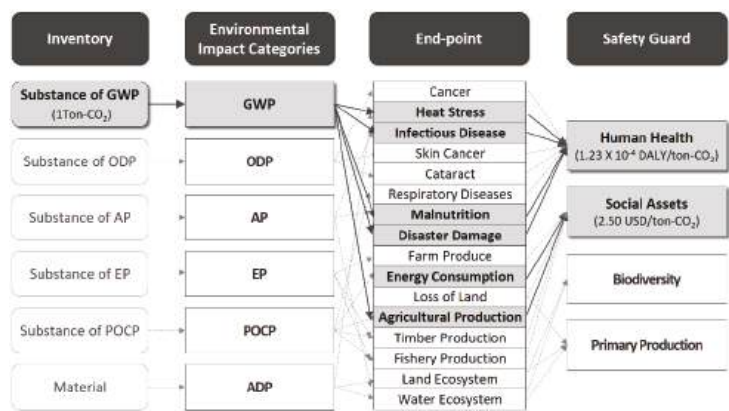 Inventory
Environmental
Impact Categories
End-point
Safety Guard
Substance of GWP
(1Ton-CO₂)
Substance of ODP
Substance of AP
Substance of EP
Substance of POCP
Material
GWP
ODP
AP
EP
POCP
ADP
Cancer
Heat Stress
Infectious Disease
Skin Cancer
Cataract
Respiratory Diseases
Malnutrition
Disaster Damage
Farm Produce
Energy Consumption
Loss of Land
Agricultural Production
Timber Production
Fishery Production
Land Ecosystem
Water Ecosystem
Human Health
(1.23 X 10⁻⁴ DALY/ton-CO₂)
Social Assets
(2.50 USD/ton-CO₂)
Biodiversity
Primary Production